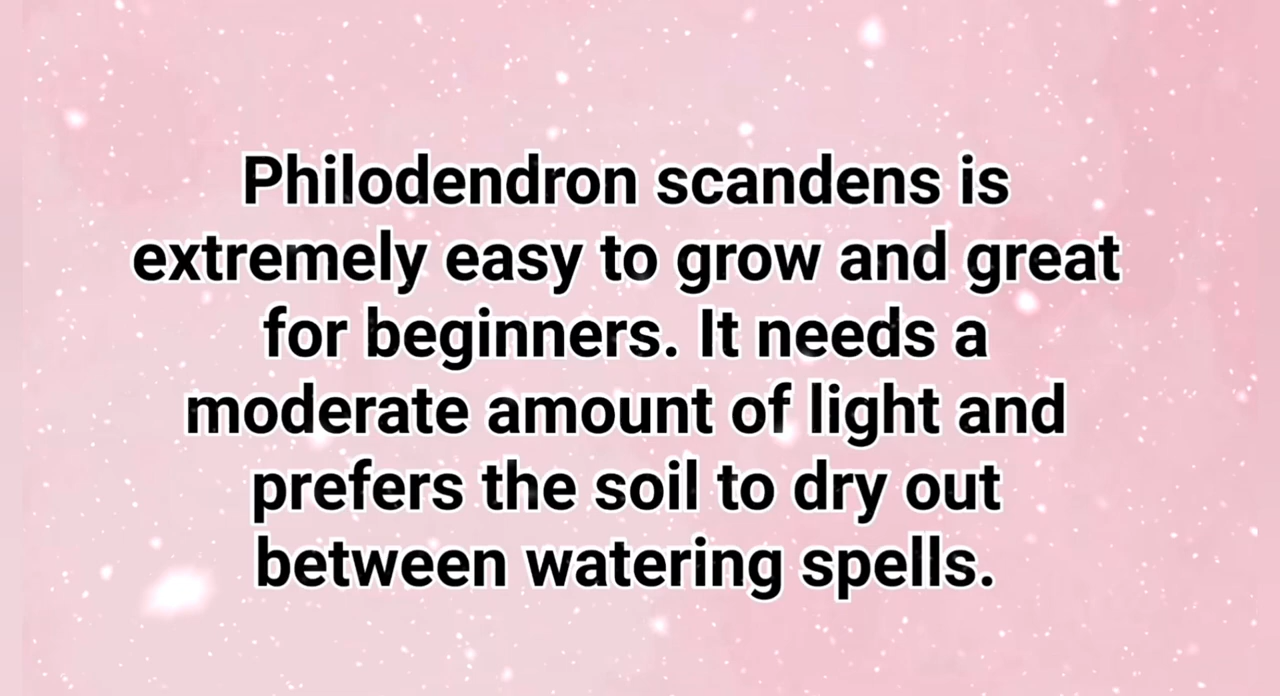 Philodendron scandens is
extremely easy to grow and great
for beginners. It needs a
moderate amount of light and
prefers the soil to dry out
between watering spells.